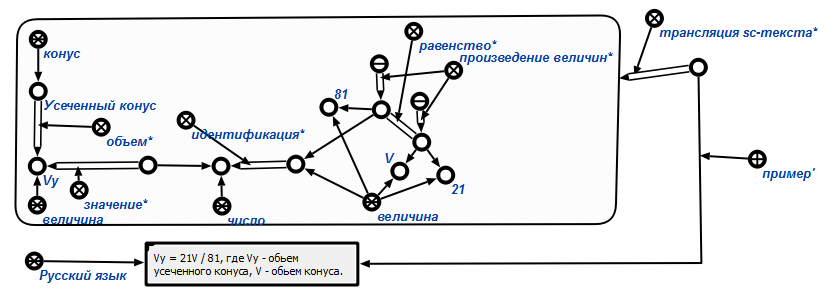 трансляция sc-текста*
конус
равенство*
произведение величин*
81
Усеченный конус
объем*
идентификация*
V
Vy
21
значение*
величина
число
величина
пример'
Русский язык
Vy = 21V / 81, где Vy - обьем
усеченного конуса, V - обьем конуса.